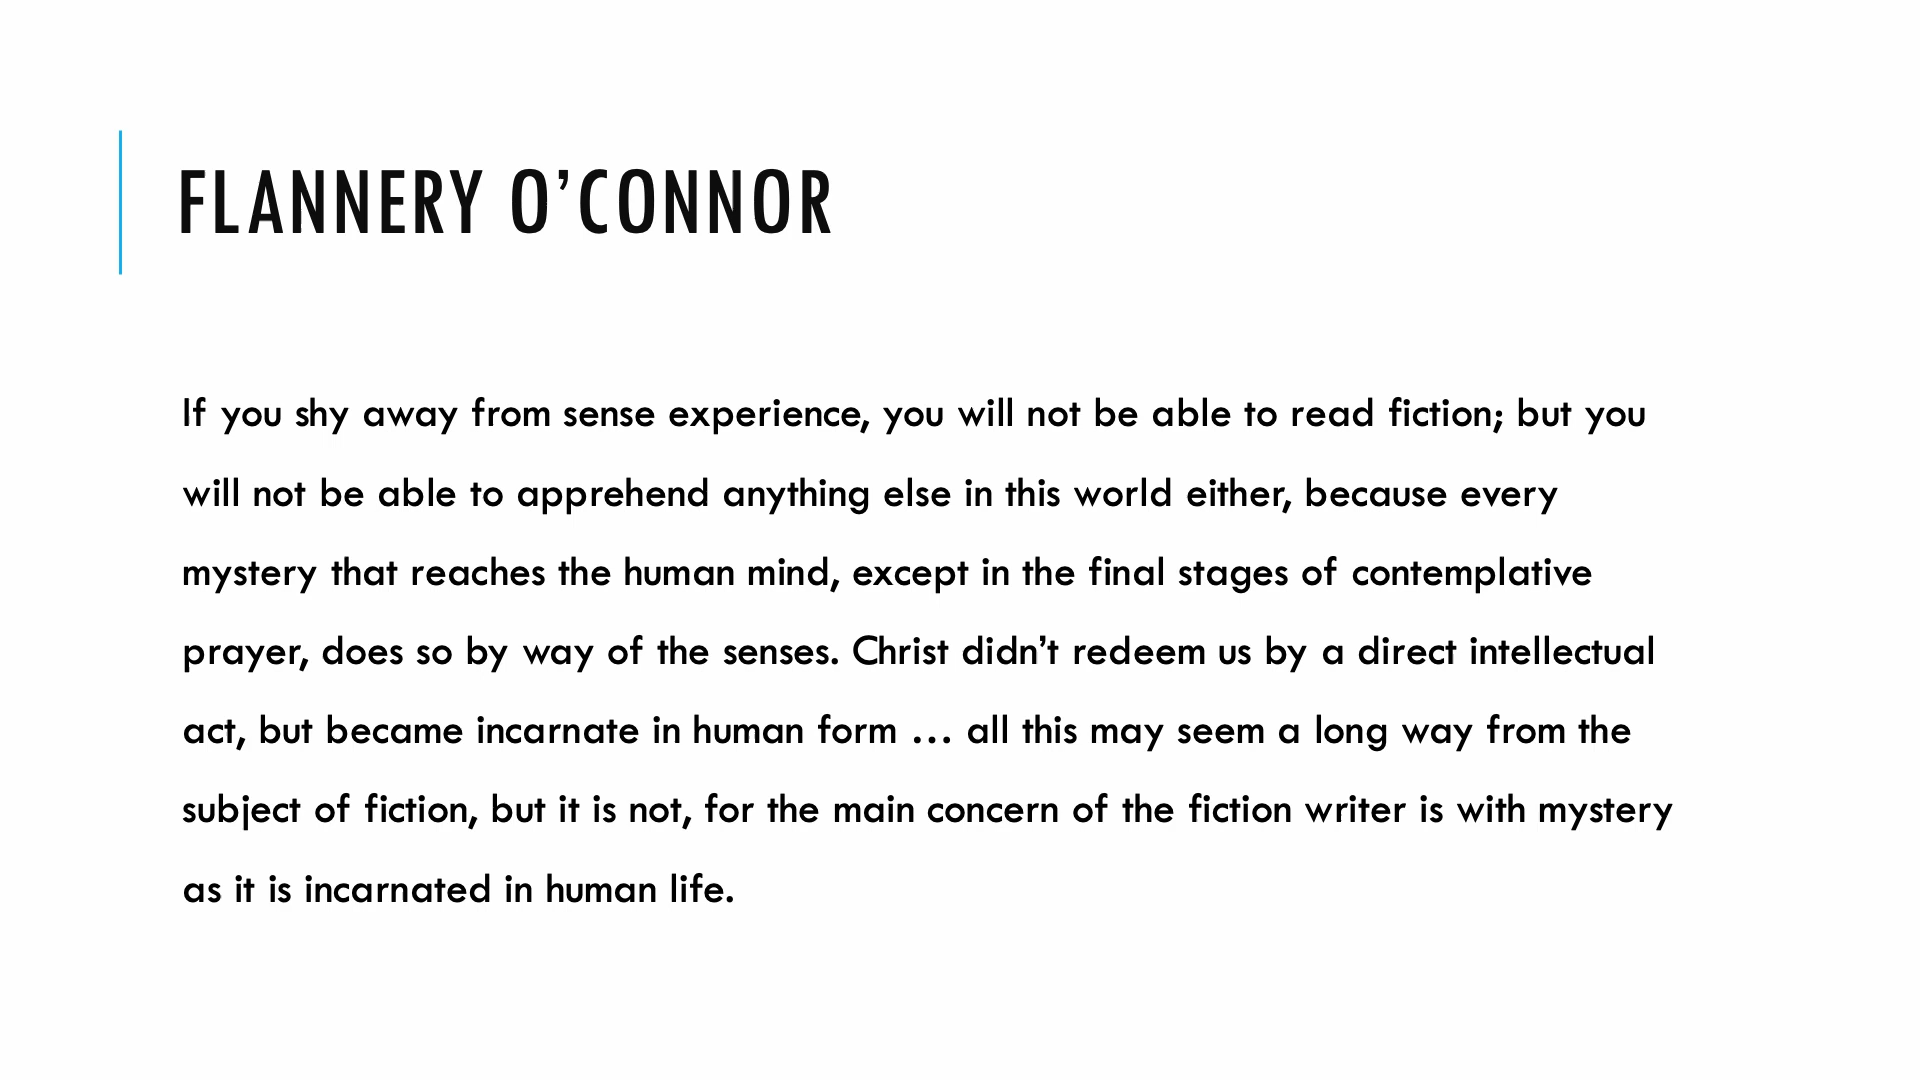 FLANNERY O’CONNOR
If you shy away from sense experience, you will not be able to read fiction; but you
will not be able to apprehend anything else in this world either, because every
mystery that reaches the human mind, except in the final stages of contemplative
prayer, does so by way of the senses. Christ didn’t redeem us by a direct intellectual
act, but became incarnate in human form … all this may seem a long way from the
subject of fiction, but it is not, for the main concern of the fiction writer is with mystery
as it is incarnated in human life.